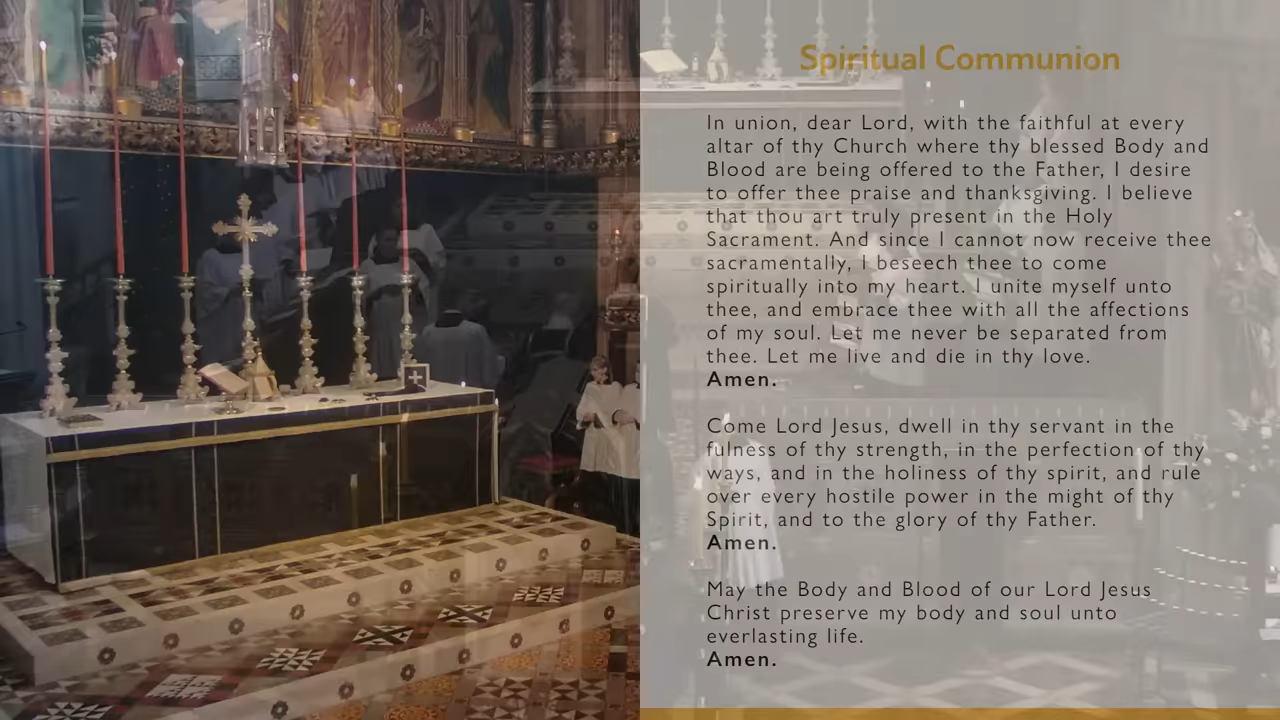 Spiritual Communion
In union, dear Lord, with the faithful at every
altar of thy Church where thy blessed Body and
Blood are being offered to the Father, I desire
to offer thee praise and thanksgiving. I believe
that thou art truly present in the Holy
Sacrament. And since I cannot now receive thee
sacramentally, I beseech thee to come
spiritually into my heart. I unite myself unto
thee, and embrace thee with all the affections
of my soul. Let me never be separated from
thee. Let me live and die in thy love.
Amen.
Come Lord Jesus, dwell in thy servant in the
fulness of thy strength, in the perfection of thy
ways, and in the holiness of thy spirit, and rule
over every hostile power in the might of thy
Spirit, and to the glory of thy Father.
Amen.
May the Body and Blood of our Lord Jesus
Christ preserve my body and soul unto
everlasting life.
Amen.